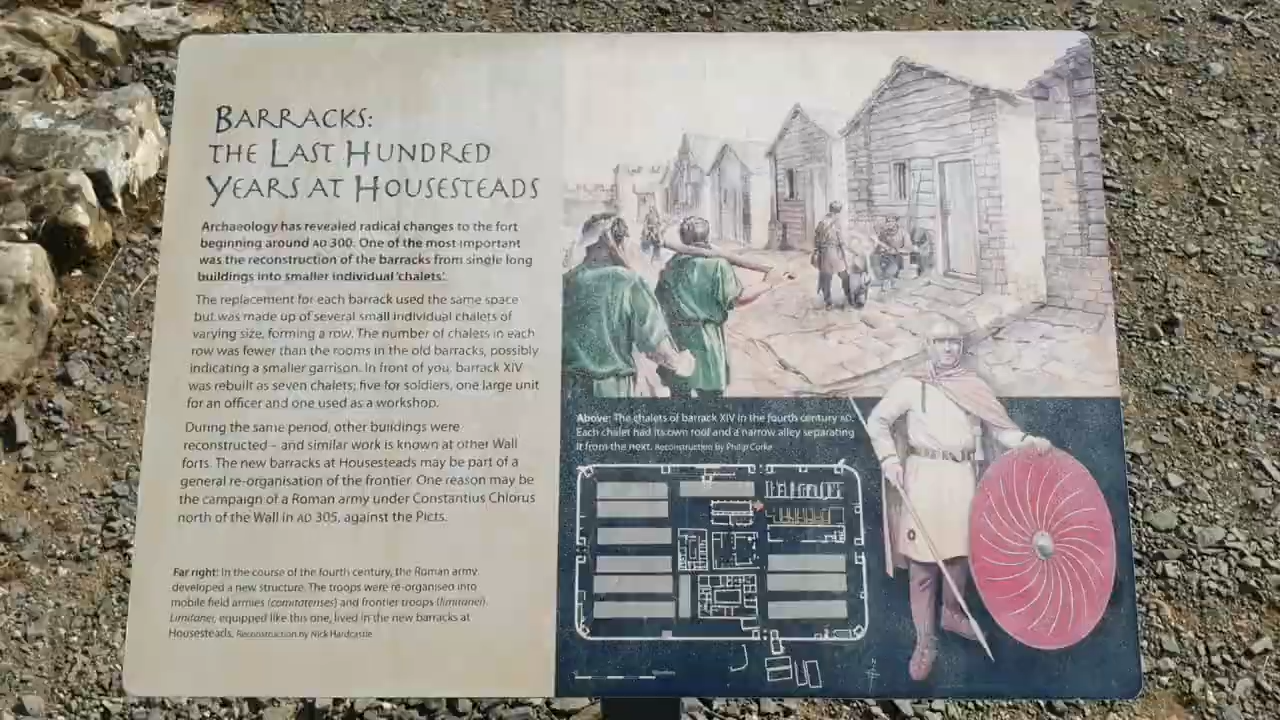 BARRACKS:
THE LAST HUNDRED
YEARS AT HOUSESTEADS
Archaeology has revealed radical changes to the fort
beginning around AD 300. One of the most important
was the reconstruction of the barracks from single long
buildings into smaller individual 'chalets'.
The replacement for each barrack used the same space
but was made up of several small individual chalets of
varying size, forming a row. The number of chalets in each
row was fewer than the rooms in the old barracks, possibly
indicating a smaller garrison. In front of you, barrack XIV
was rebuilt as seven chalets; five for soldiers, one large unit
for an officer and one used as a workshop.
During the same period, other buildings were
reconstructed – and similar work is known at other Wall
forts. The new barracks at Housesteads may be part of a
general re-organisation of the frontier. One reason may be
the campaign of a Roman army under Constantius Chlorus
north of the Wall in AD 305, against the Picts.
Far right: In the course of the fourth century, the Roman army
developed a new structure. The troops were re-organised into
mobile field armies (comitatenses) and frontier troops (limitanei).
Limitanei, equipped like this one, lived in the new barracks at
Housesteads. Reconstruction by Nick Hardcastle
Above: The chalets of barrack XIV in the fourth century AD.
Each chalet had its own roof and a narrow alley separating
it from the next. Reconstruction by Philip Corke